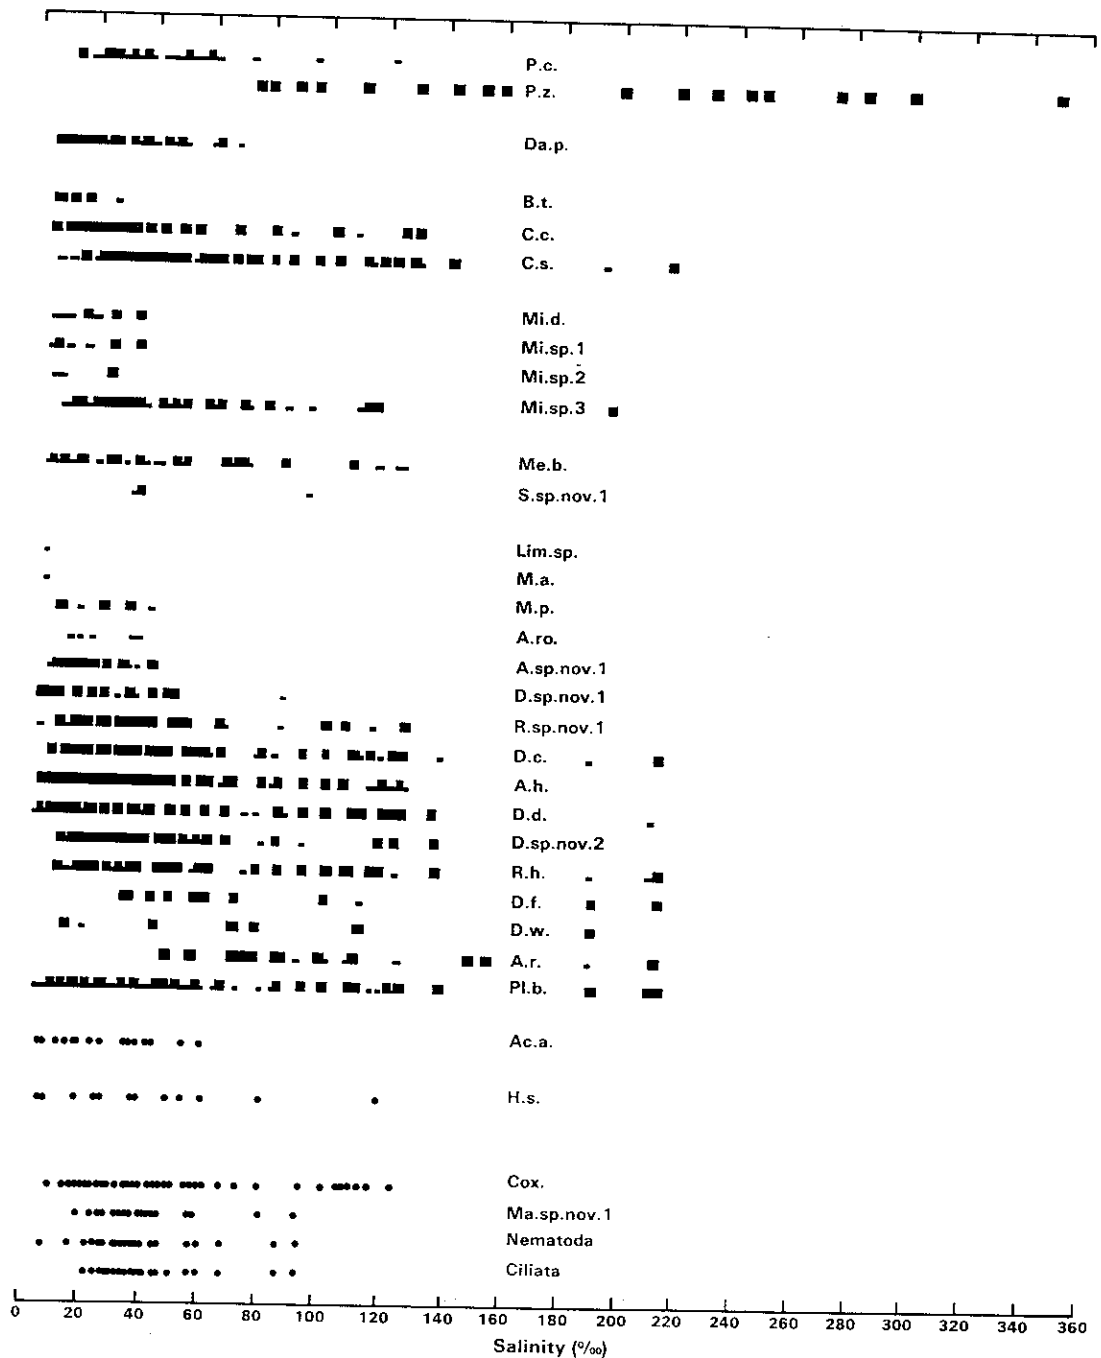 P.c.
P.z.
Da.p.
B.t.
C.c.
C.s.
Mi.d.
Mi.sp.1
Mi.sp.2
Mi.sp.3
Me.b.
S.sp.nov.1
Lim.sp.
M.a.
M.p.
A.ro.
A.sp.nov.1
D.sp.nov.1
R.sp.nov.1
D.c.
A.h.
D.d.
D.sp.nov.2
R.h.
D.f.
D.w.
A.r.
Pl.b.
Ac.a.
H.s.
Cox.
Ma.sp.nov.1
Nematoda
Ciliata
0 20 40 60 80 100 120 140 160 180 200 220 240 260 280 300 320 340 360
Salinity (°/oo)